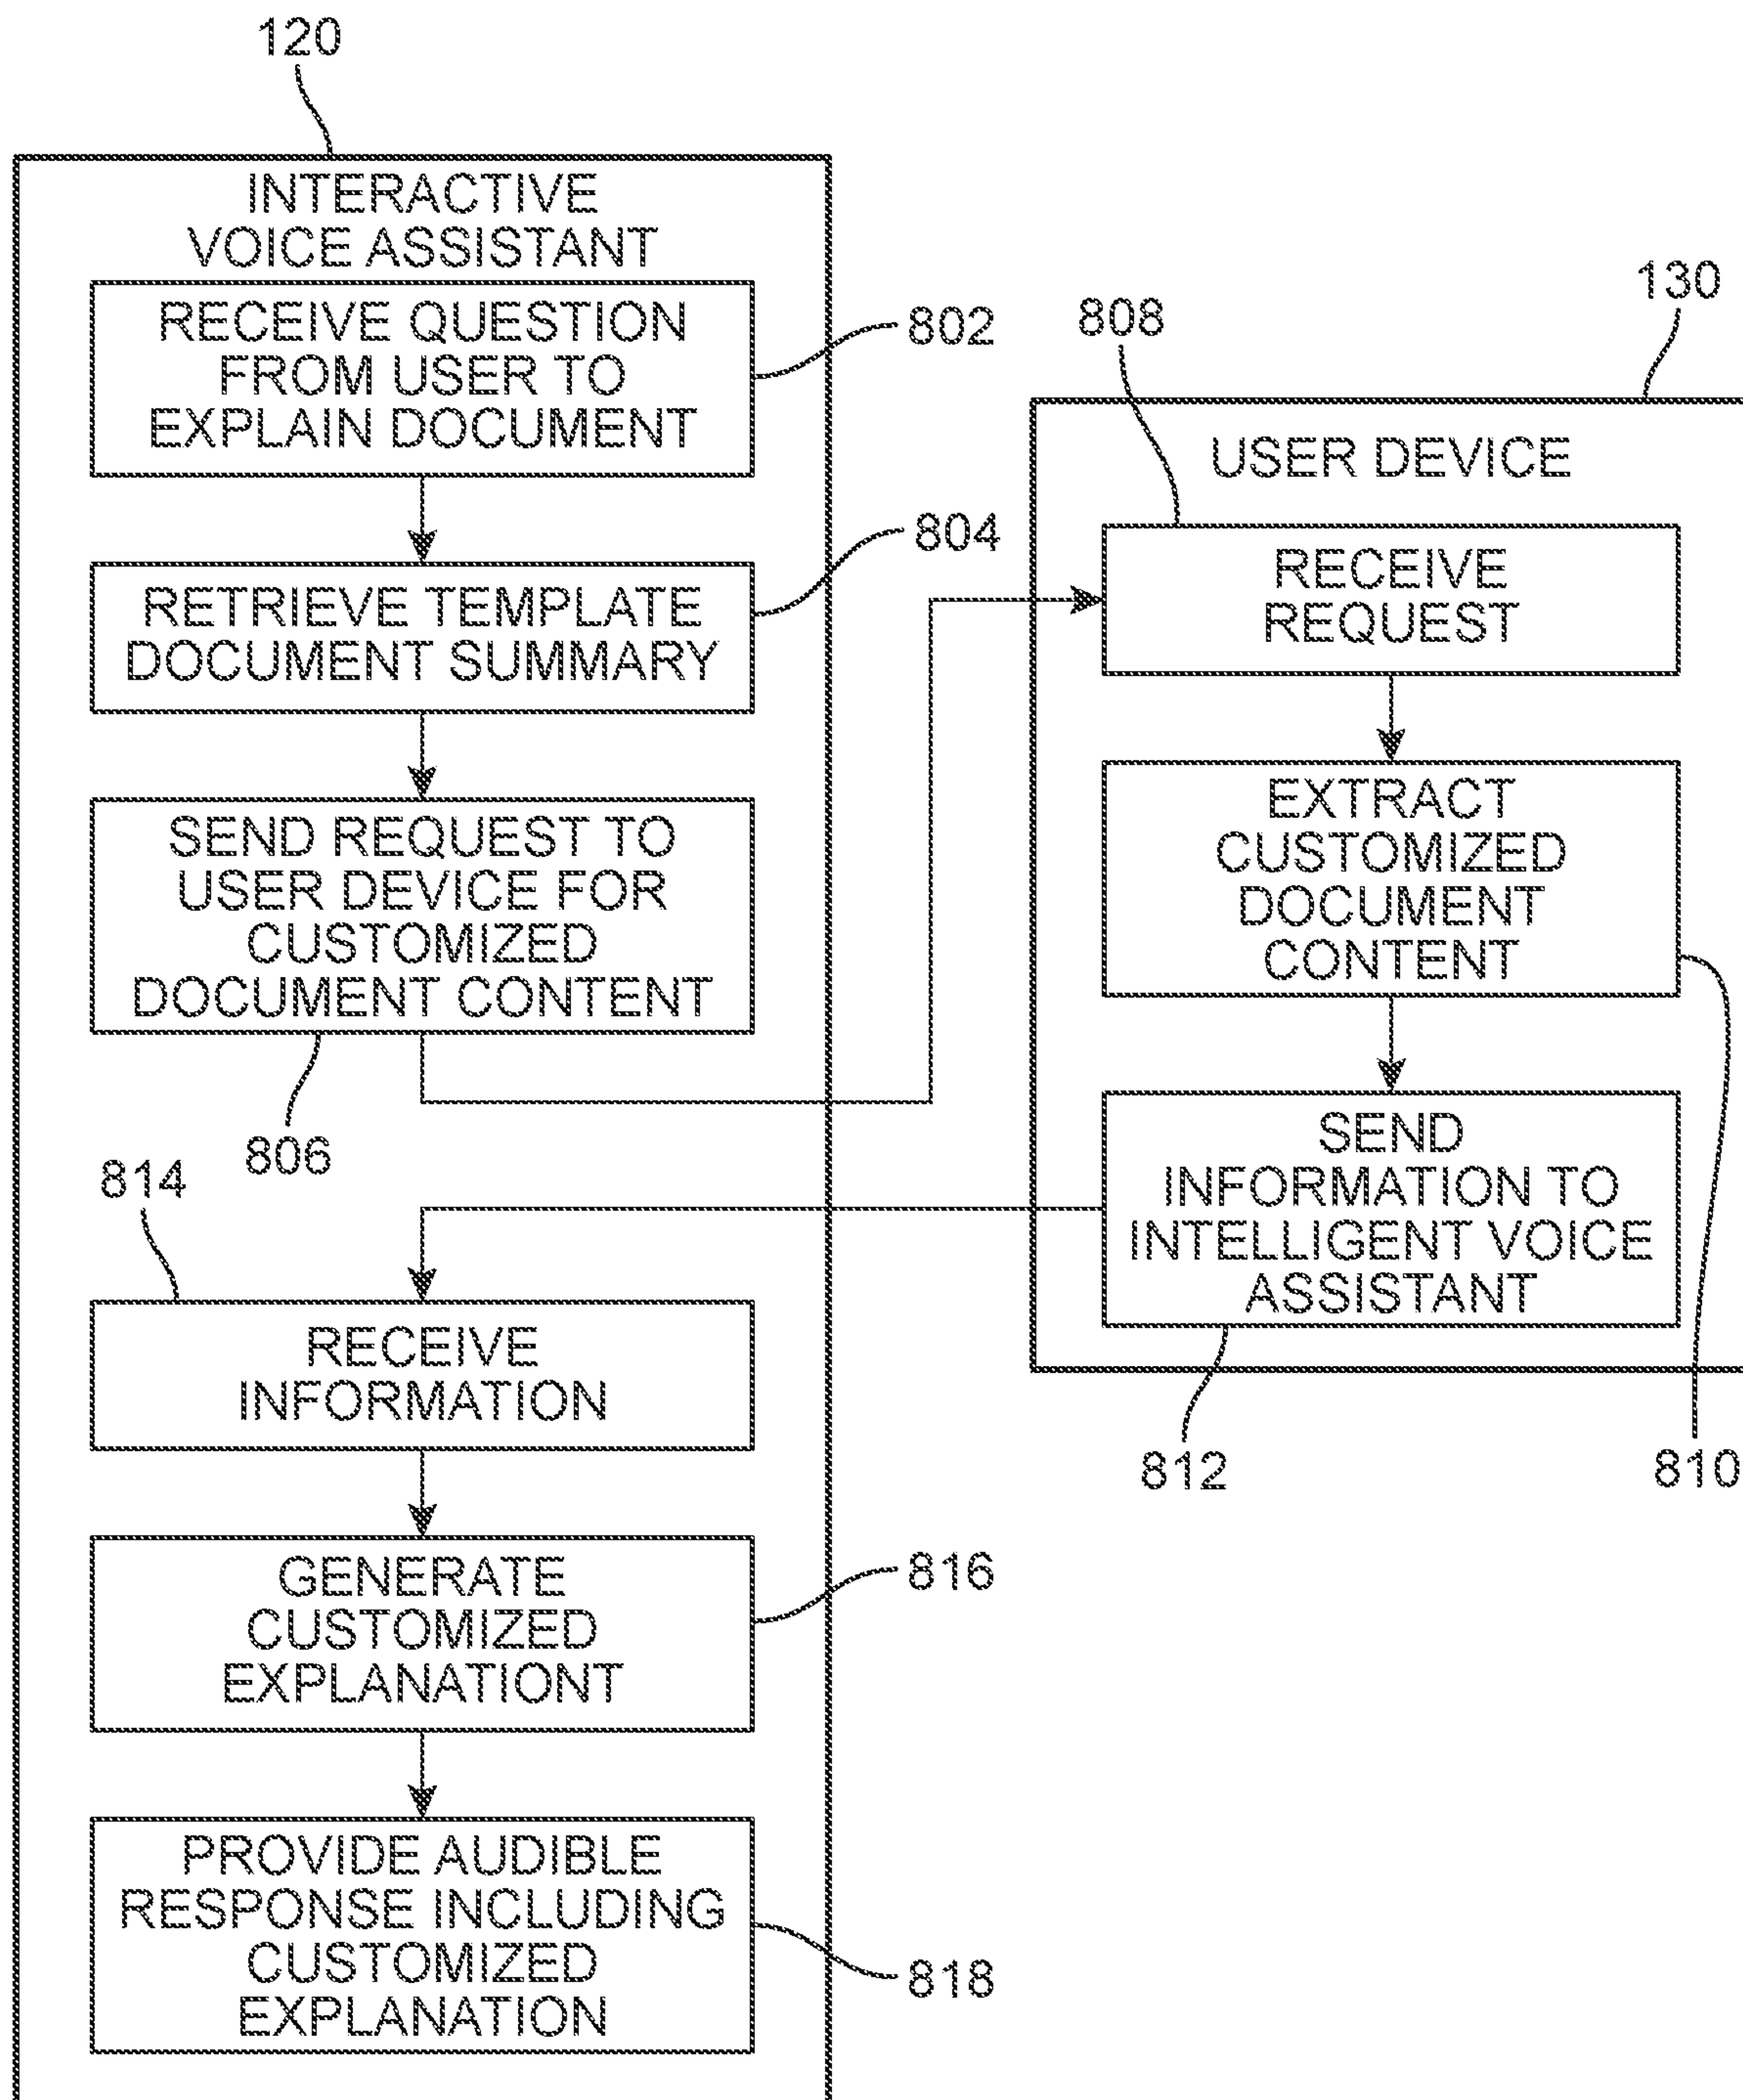 120
INTERACTIVE
VOICE ASSISTANT
RECEIVE QUESTION
FROM USER TO
EXPLAIN DOCUMENT
802
RETRIEVE TEMPLATE
DOCUMENT SUMMARY
804
SEND REQUEST TO
USER DEVICE FOR
CUSTOMIZED
DOCUMENT CONTENT
806
130
USER DEVICE
808
RECEIVE
REQUEST
EXTRACT
CUSTOMIZED
DOCUMENT
CONTENT
810
SEND
INFORMATION TO
INTELLIGENT VOICE
ASSISTANT
812
814
RECEIVE
INFORMATION
GENERATE
CUSTOMIZED
EXPLANATIONT
816
PROVIDE AUDIBLE
RESPONSE INCLUDING
CUSTOMIZED
EXPLANATION
818